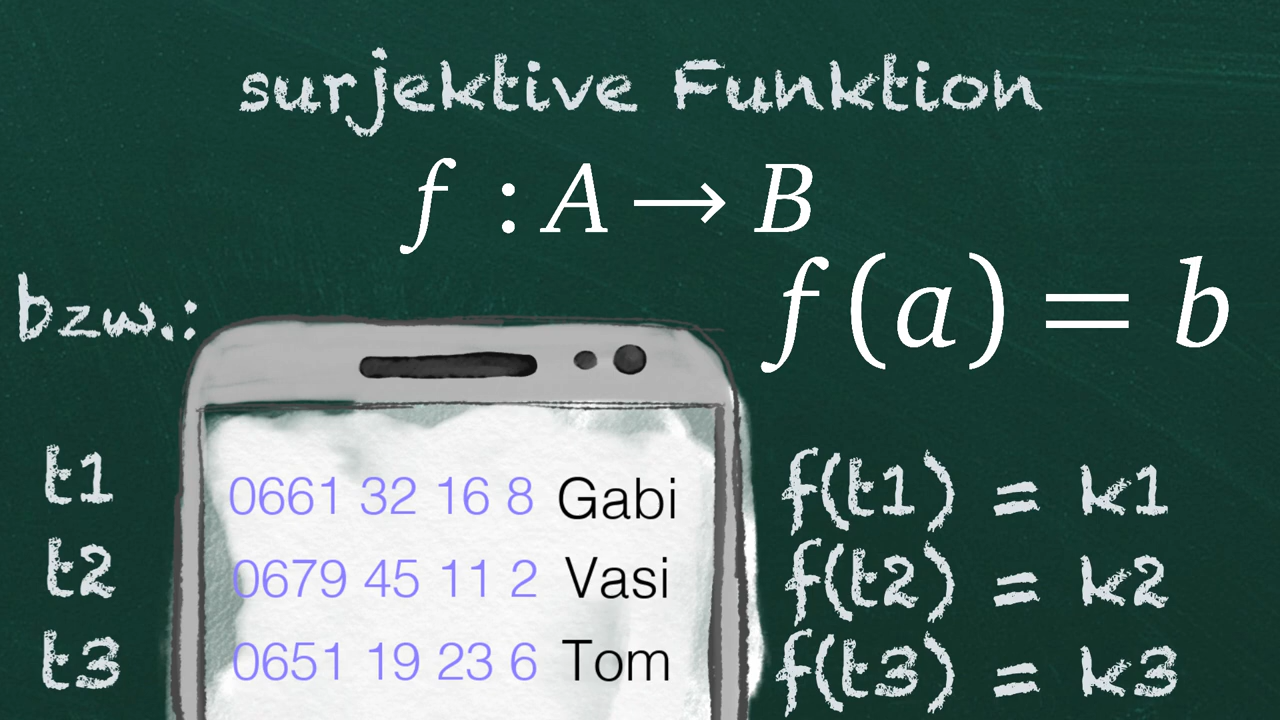 surjektive Funktion
f : A → B
f(a) = b
bzw.:
t1 0661 32 16 8 Gabi f(t1) = k1
t2 0679 45 11 2 Vasi f(t2) = k2
t3 0651 19 23 6 Tom f(t3) = k3